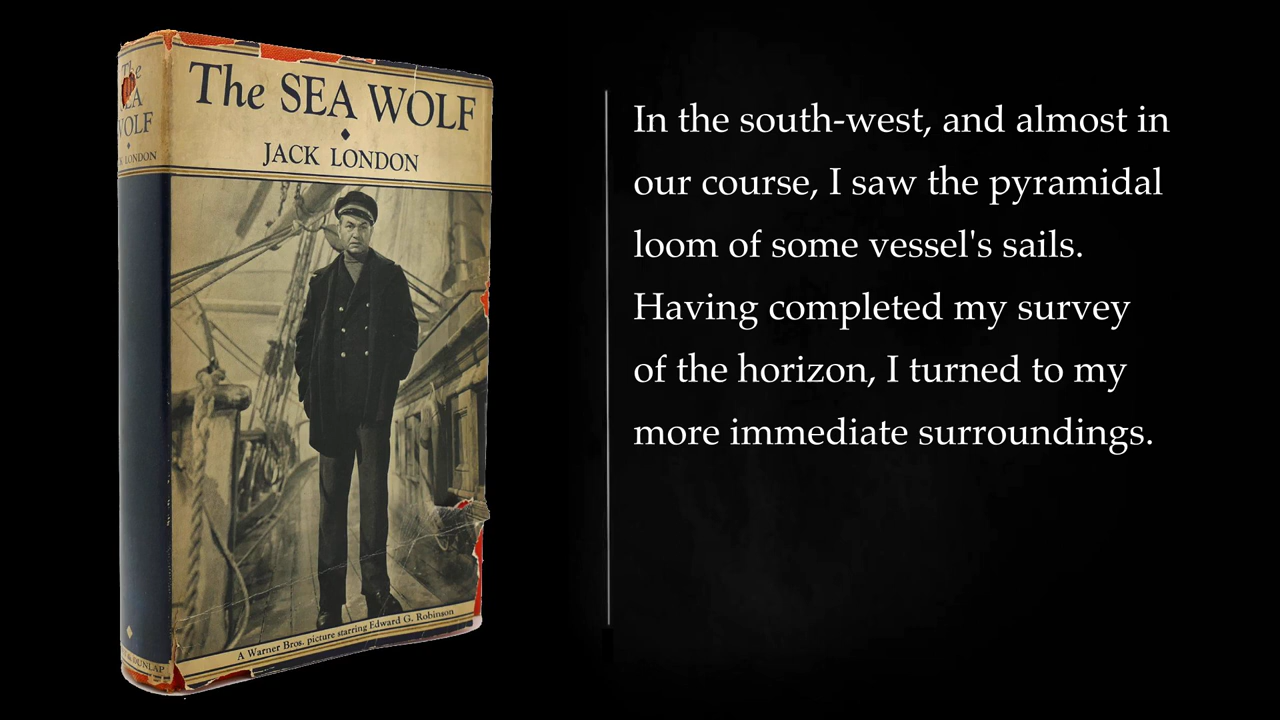 The SEA WOLF
JACK LONDON
A Warner Bros. picture starring Edward G. Robinson
The
WOLF
LONDON
DUNLAP
In the south-west, and almost in
our course, I saw the pyramidal
loom of some vessel's sails.
Having completed my survey
of the horizon, I turned to my
more immediate surroundings.